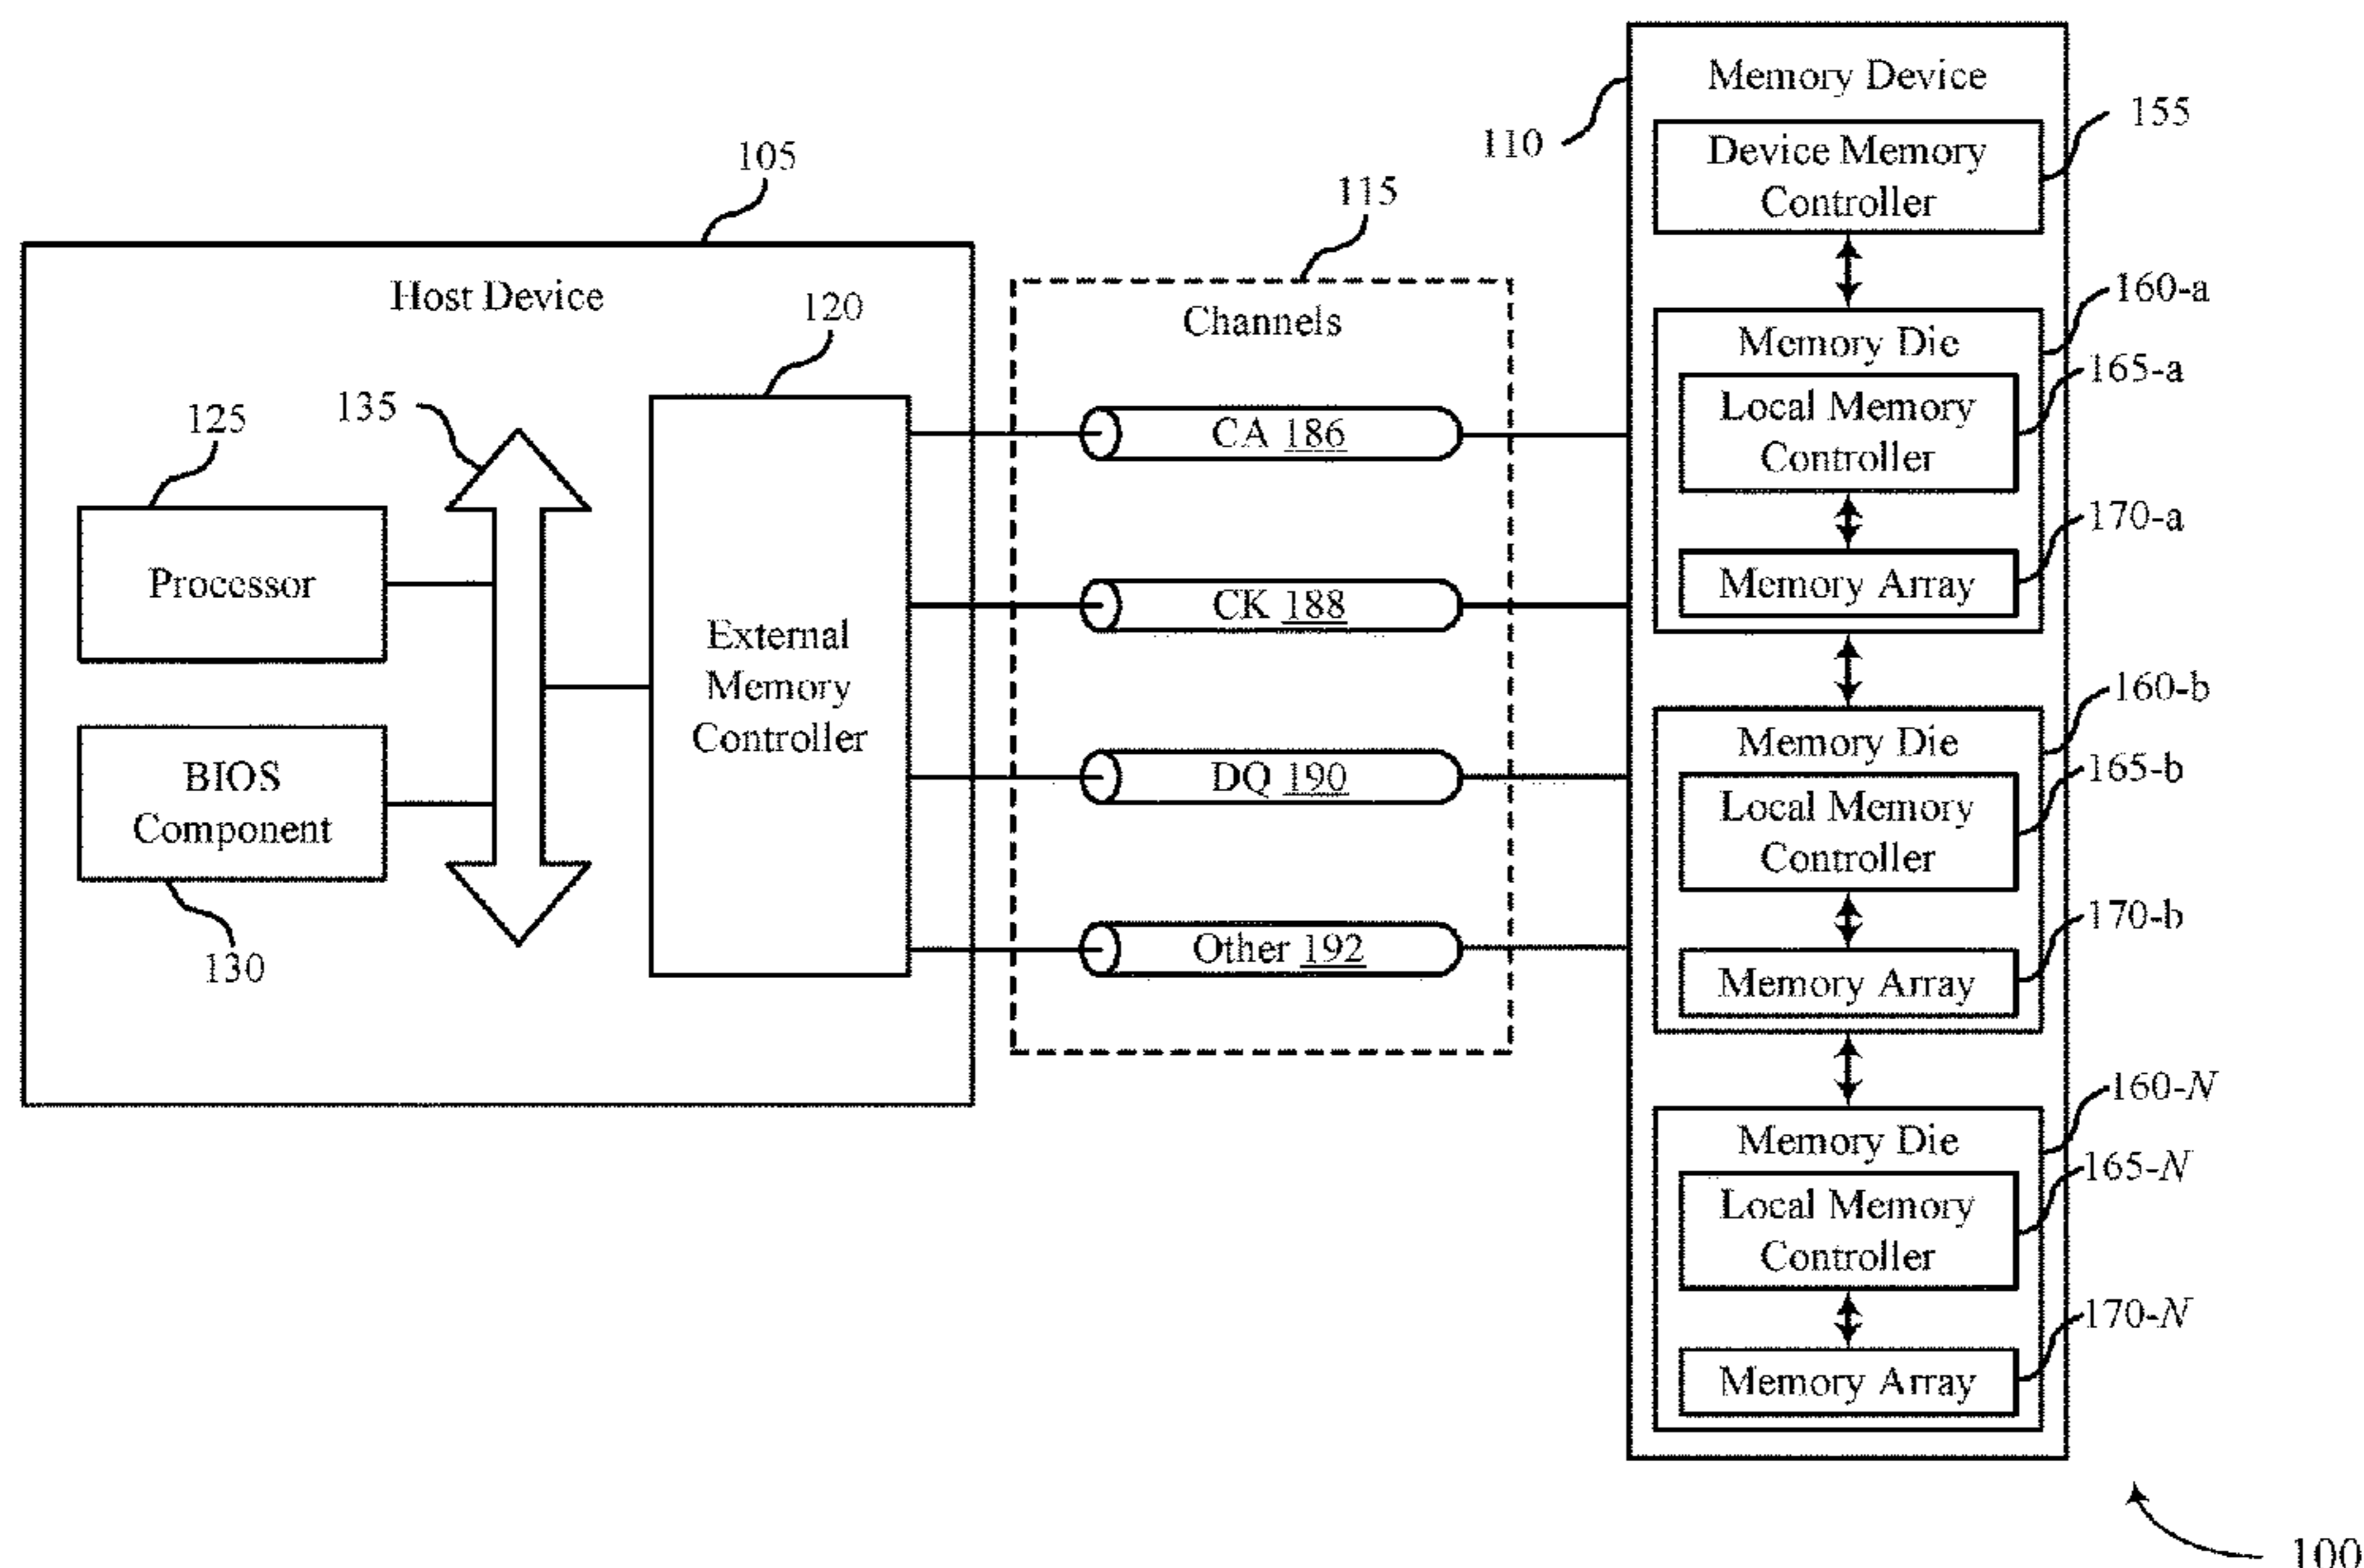 105
Host Device
120
135
125
Processor
External
Memory
Controller
BIOS
Component
130
115
Channels
CA 186
CK 188
DQ 190
Other 192
110
Memory Device
155
Device Memory
Controller
160-a
Memory Die
165-a
Local Memory
Controller
170-a
Memory Array
160-b
Memory Die
165-b
Local Memory
Controller
170-b
Memory Array
160-N
Memory Die
165-N
Local Memory
Controller
170-N
Memory Array
100